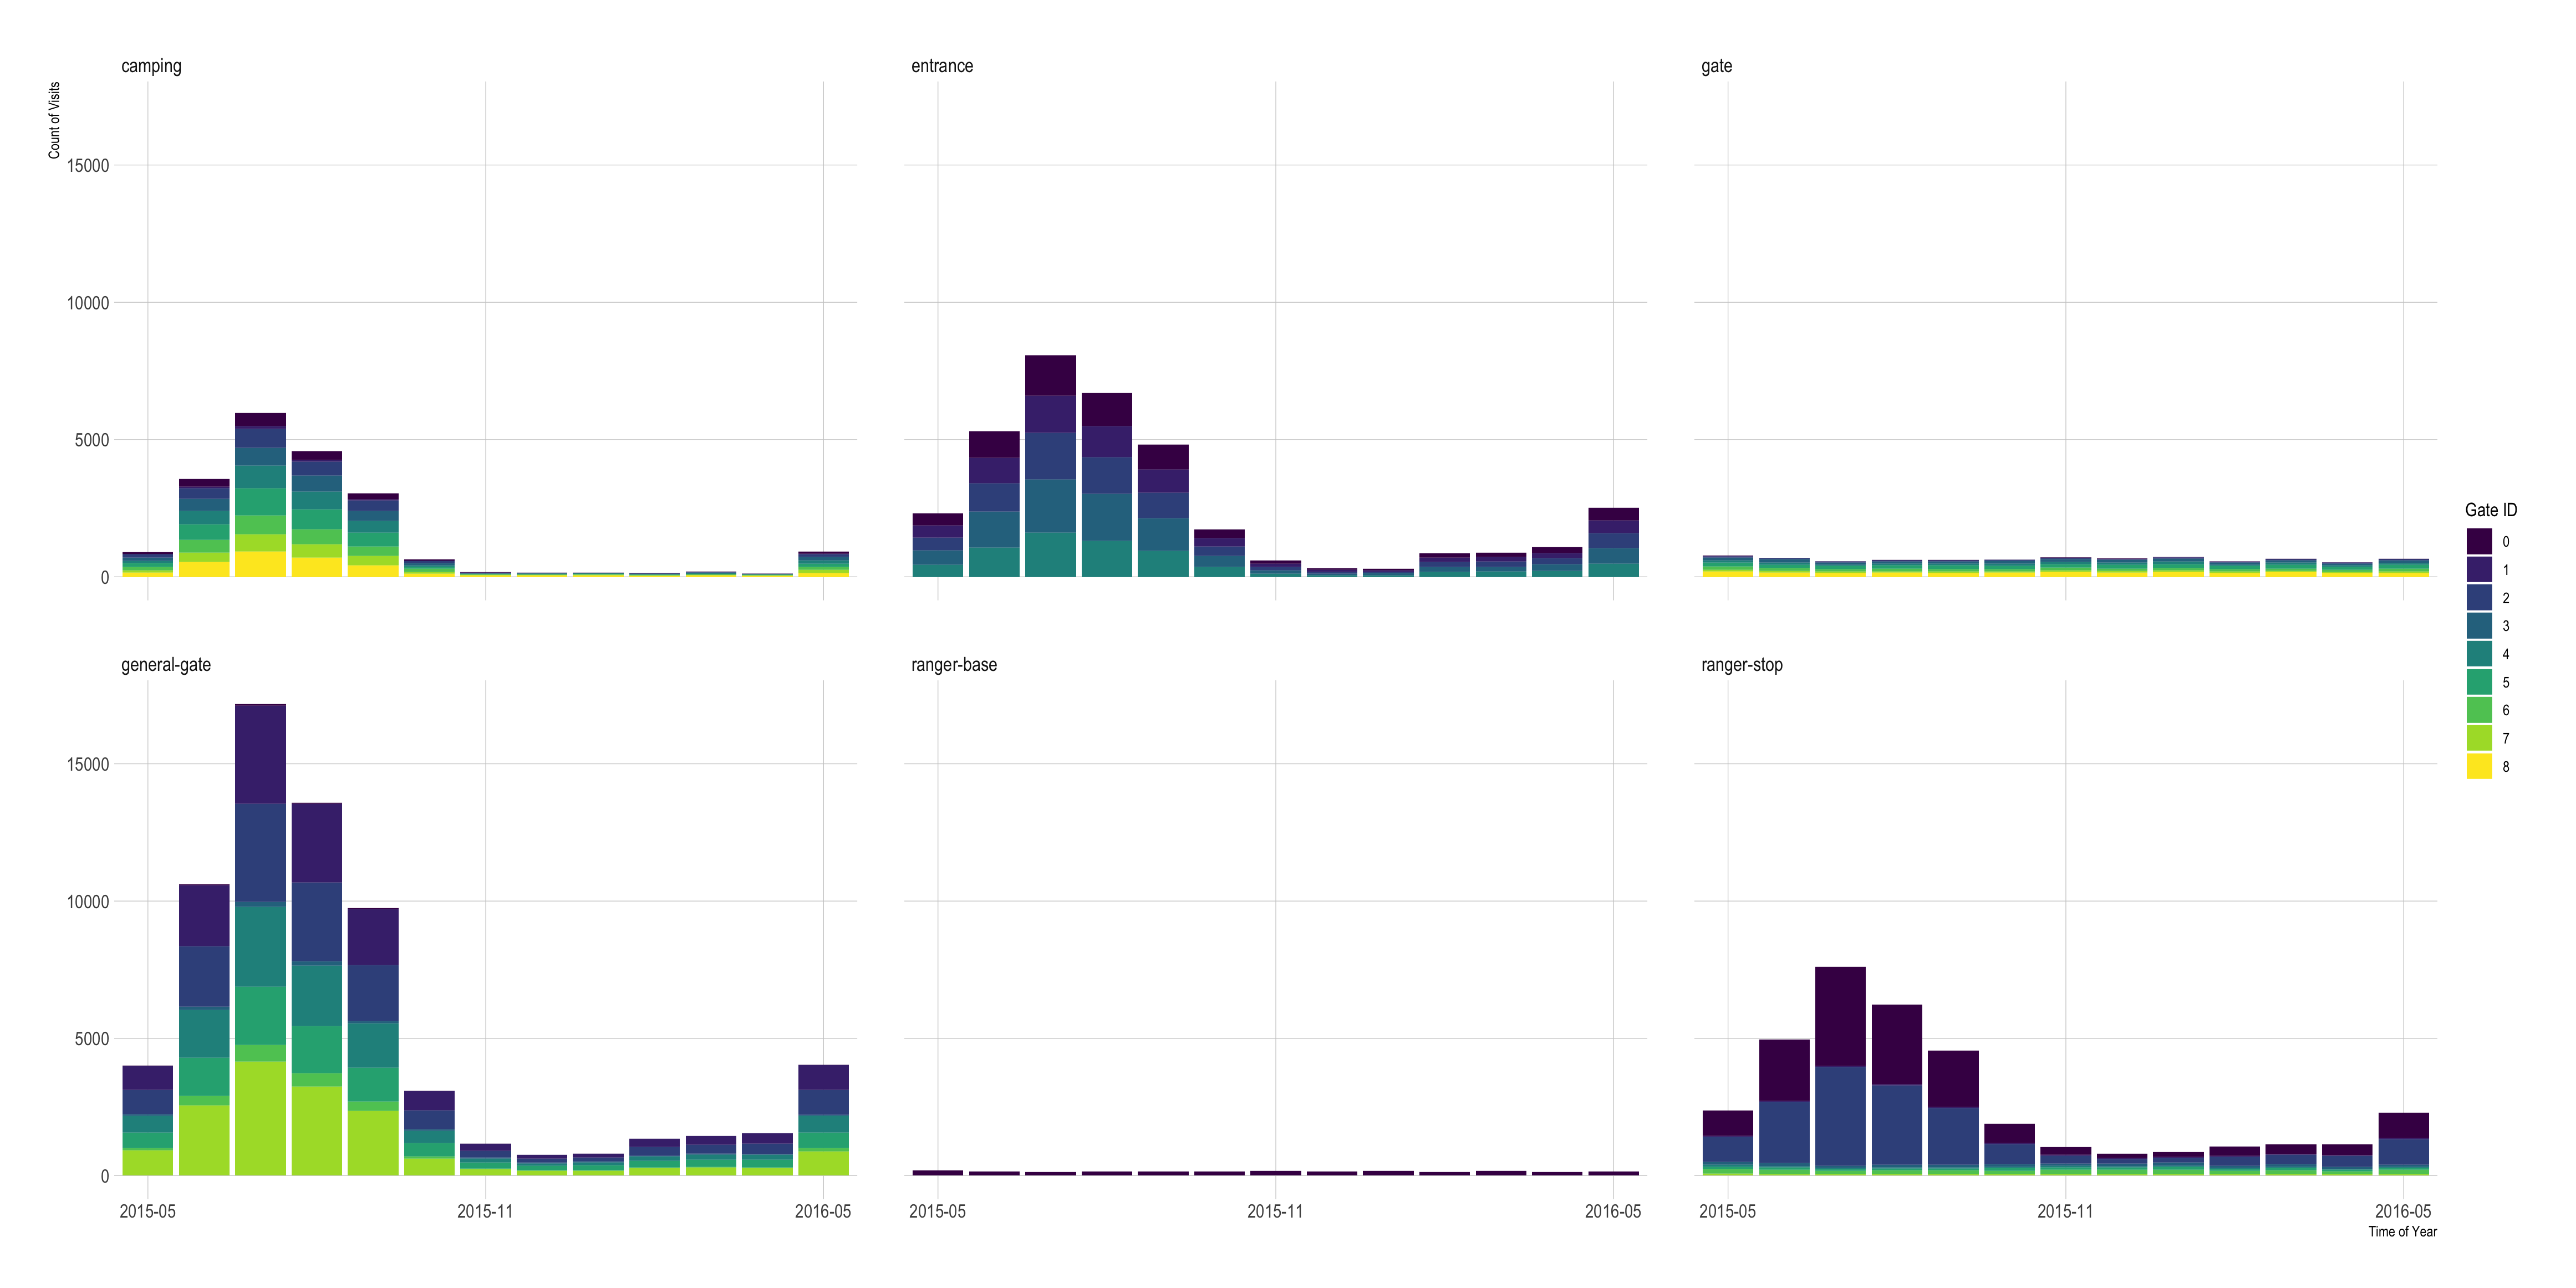 camping
entrance
gate
Count of Visits
15000
10000
5000
0
Gate ID
0
1
2
3
4
5
6
7
8
general-gate
ranger-base
ranger-stop
15000
10000
5000
0
2015-05
2015-11
2016-05
2015-05
2015-11
2016-05
2015-05
2015-11
2016-05
Time of Year